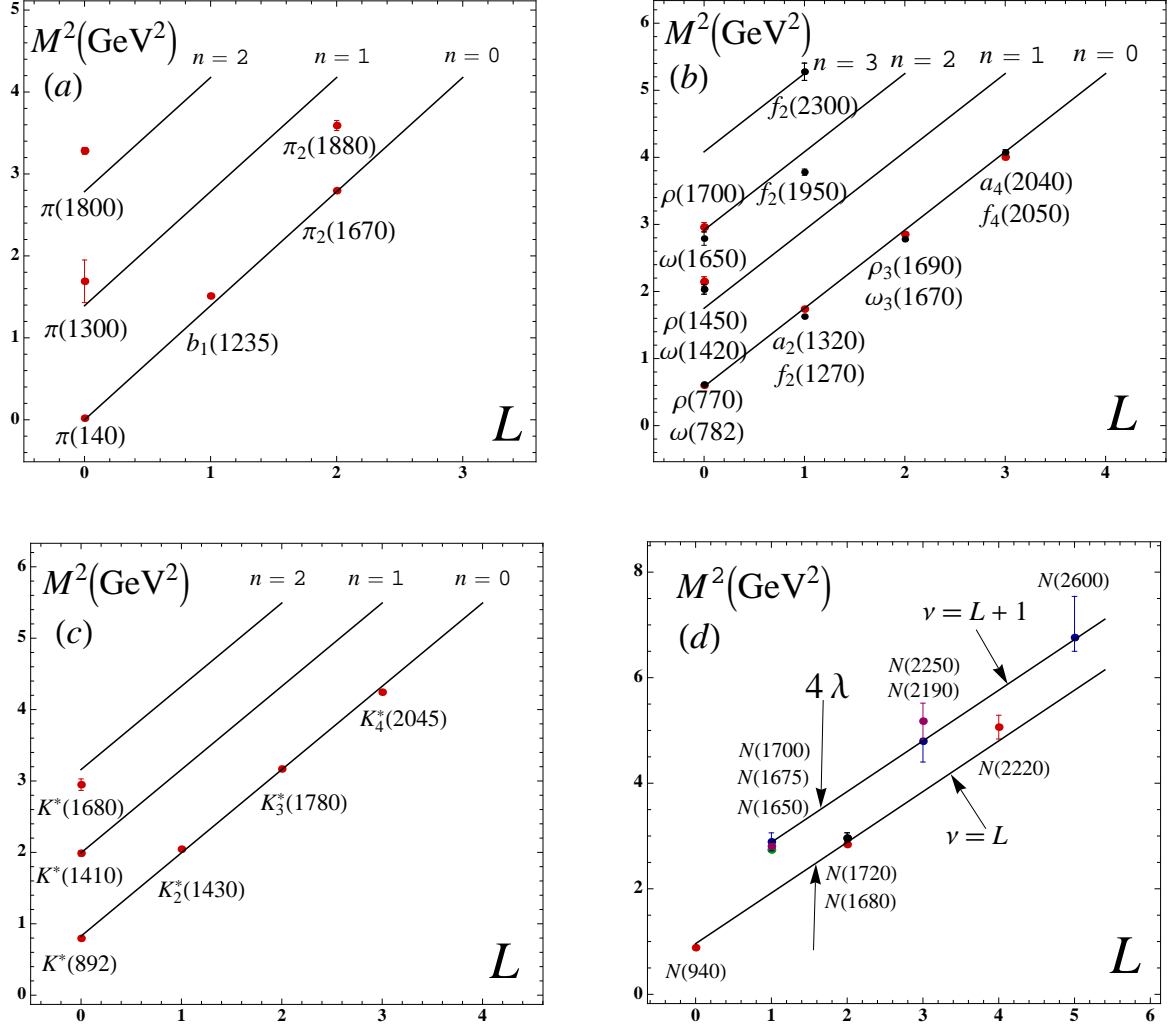 M²(GeV²)
(a)
n = 2
n = 1
n = 0
π₂(1880)
π(1800)
π₂(1670)
π(1300)
b₁(1235)
π(140)
L
5
4
3
2
1
0
0 1 2 3
M²(GeV²)
(b)
n = 3
n = 2
n = 1
n = 0
f₂(2300)
ρ(1700)
f₂(1950)
a₄(2040)
f₄(2050)
ω(1650)
ρ₃(1690)
ω₃(1670)
ρ(1450)
ω(1420)
a₂(1320)
f₂(1270)
ρ(770)
ω(782)
L
6
5
4
3
2
1
0
0 1 2 3 4
M²(GeV²)
(c)
n = 2
n = 1
n = 0
K*₄(2045)
K*(1680)
K*₃(1780)
K*(1410)
K*₂(1430)
K*(892)
L
6
5
4
3
2
1
0
0 1 2 3 4
M²(GeV²)
(d)
N(2600)
ν = L + 1
4 λ
N(2250)
N(2190)
N(1700)
N(1675)
N(1650)
N(2220)
ν = L
N(1720)
N(1680)
N(940)
L
8
6
4
2
0
0 1 2 3 4 5 6